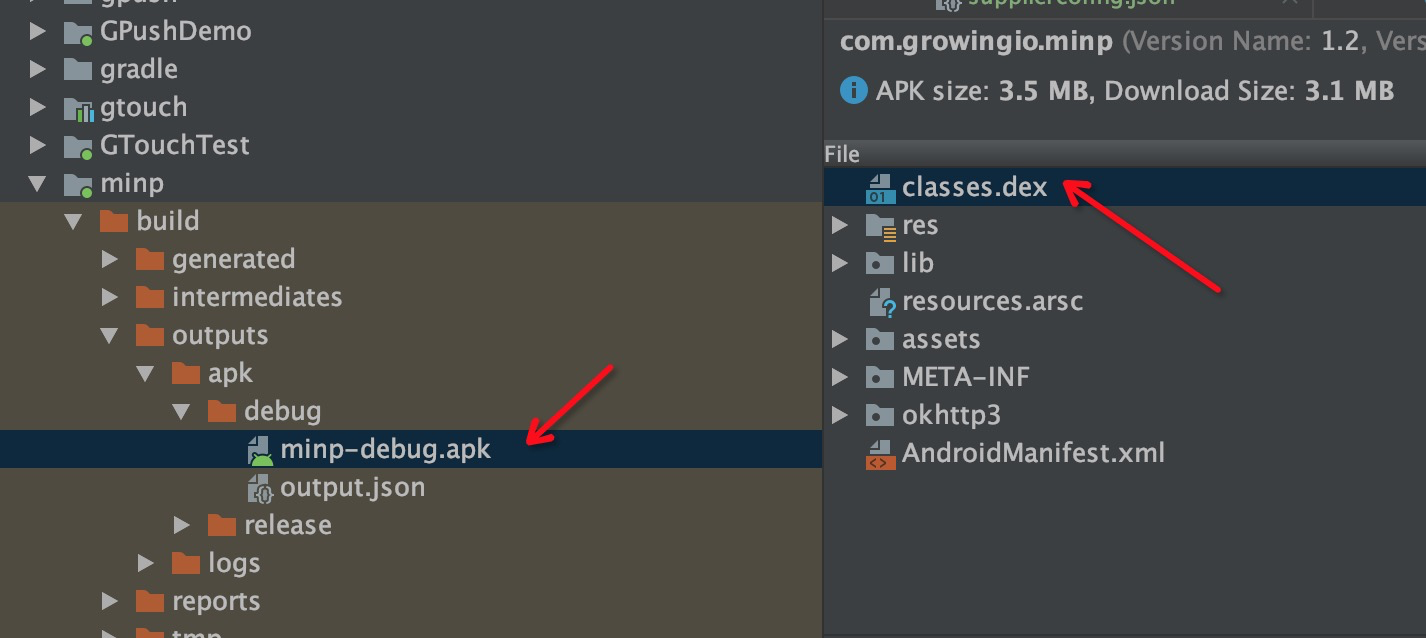 GPushDemo
gradle
gtouch
GTouchTest
minp
build
generated
intermediates
outputs
apk
debug
minp-debug.apk
output.json
release
logs
reports
tmp
supplierconfig.json
com.growingio.minp (Version Name: 1.2, Vers
APK size: 3.5 MB, Download Size: 3.1 MB
File
classes.dex
res
lib
resources.arsc
assets
META-INF
okhttp3
AndroidManifest.xml